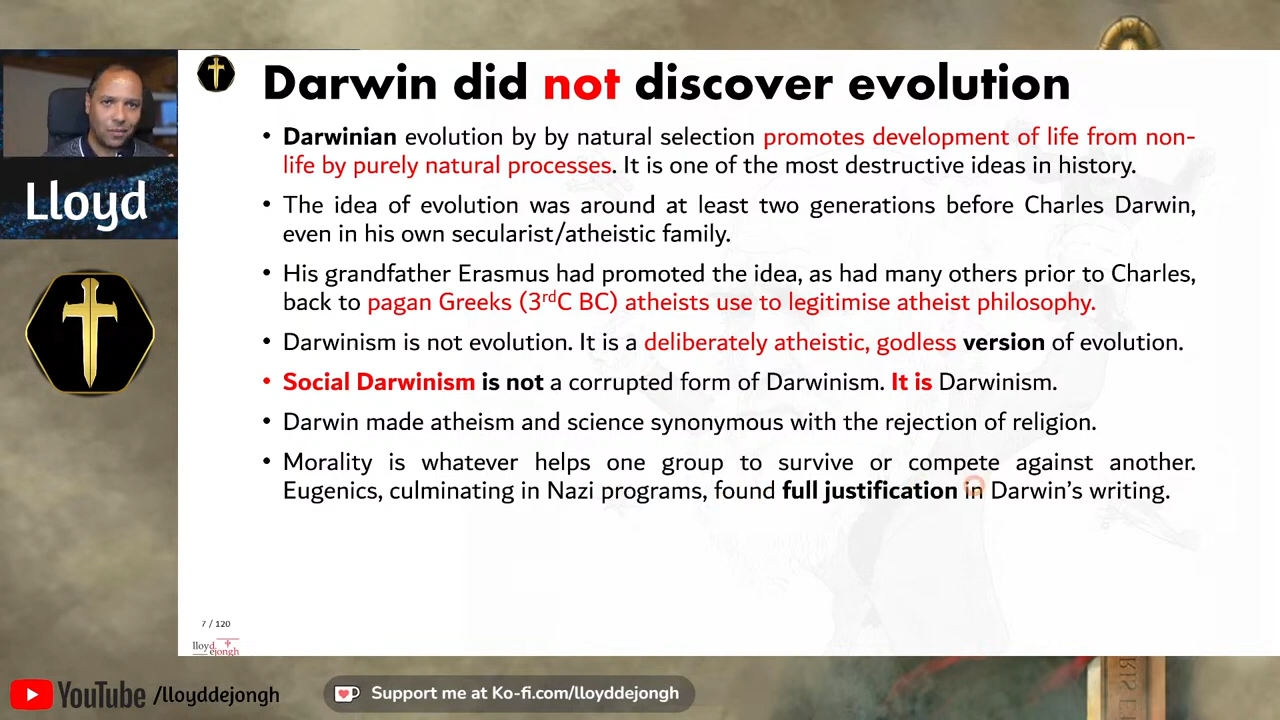 Darwin did not discover evolution
• Darwinian evolution by by natural selection promotes development of life from non-
life by purely natural processes. It is one of the most destructive ideas in history.
• The idea of evolution was around at least two generations before Charles Darwin,
even in his own secularist/atheistic family.
• His grandfather Erasmus had promoted the idea, as had many others prior to Charles,
back to pagan Greeks (3rdC BC) atheists use to legitimise atheist philosophy.
• Darwinism is not evolution. It is a deliberately atheistic, godless version of evolution.
• Social Darwinism is not a corrupted form of Darwinism. It is Darwinism.
• Darwin made atheism and science synonymous with the rejection of religion.
• Morality is whatever helps one group to survive or compete against another.
Eugenics, culminating in Nazi programs, found full justification in Darwin's writing.
Lloyd
7 / 120
lloyd
dejongh
YouTube /lloyddejongh
Support me at Ko-fi.com/lloyddejongh